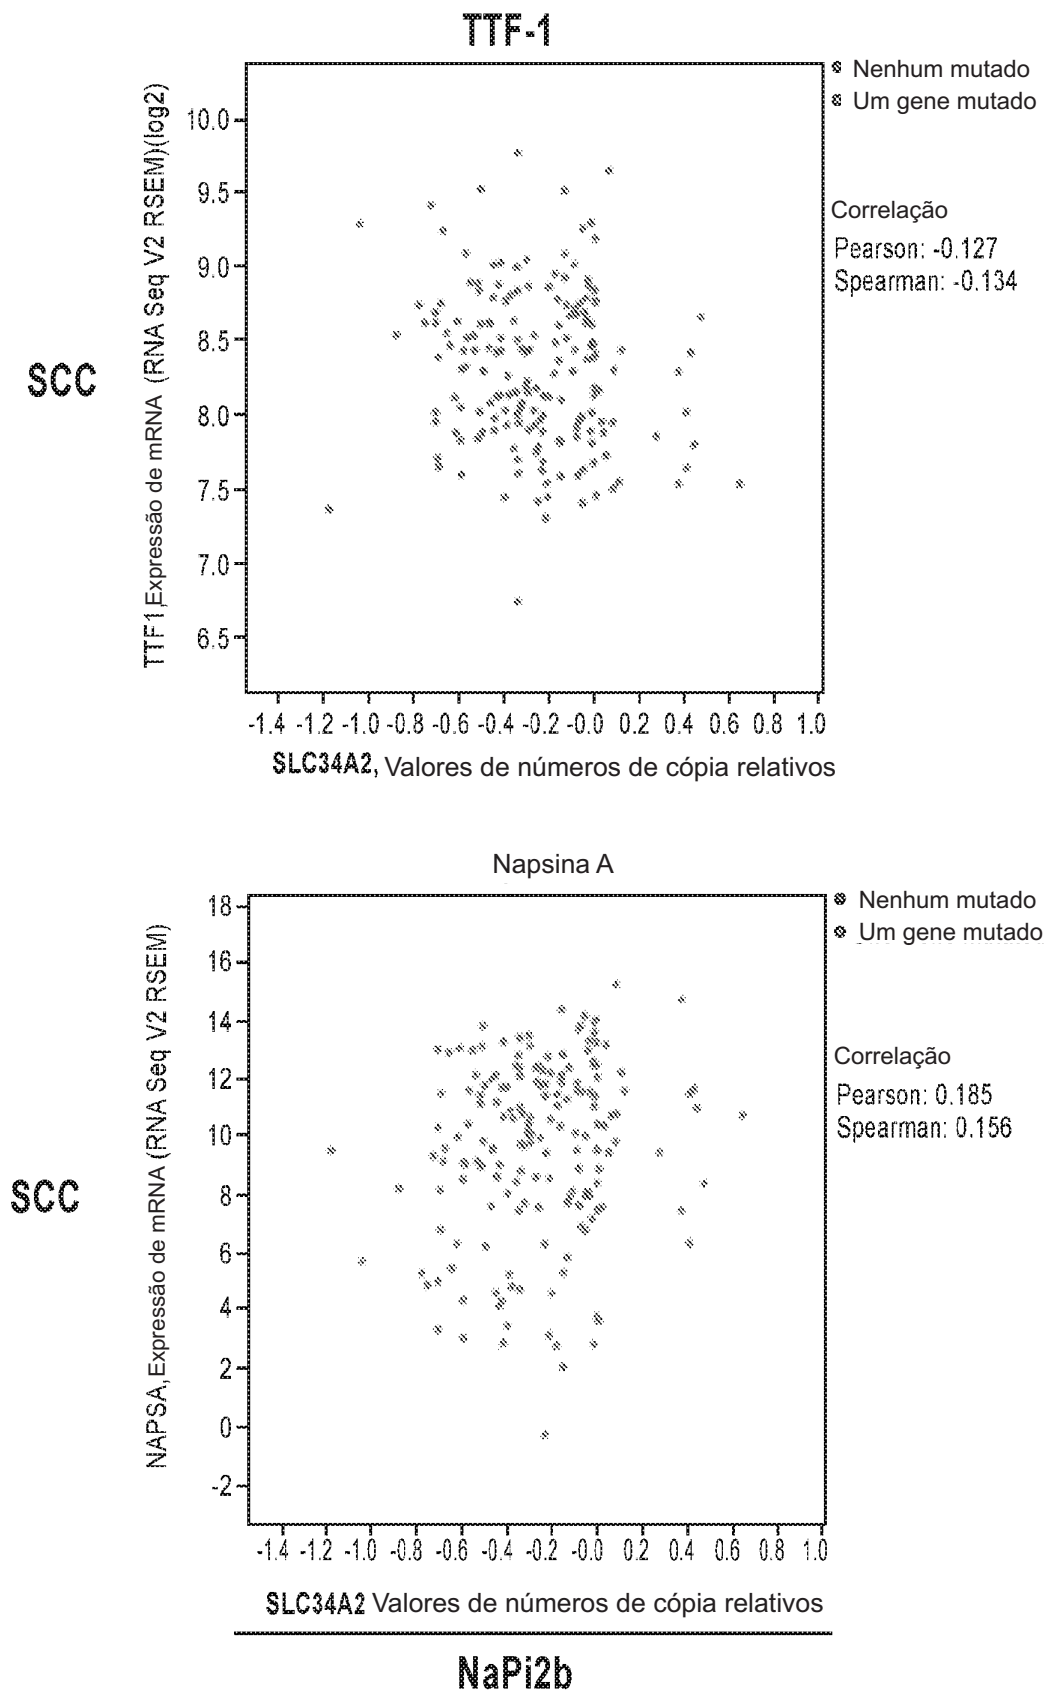 TTF-1
Nenhum mutado
Um gene mutado
Correlação
Pearson: -0.127
Spearman: -0.134
SCC
TTF1,Expressão de mRNA (RNA Seq V2 RSEM)(log2)
10.0
9.5
9.0
8.5
8.0
7.5
7.0
6.5
-1.4 -1.2 -1.0 -0.8 -0.6 -0.4 -0.2 -0.0 0.2 0.4 0.6 0.8 1.0
SLC34A2, Valores de números de cópia relativos
Napsina A
Nenhum mutado
Um gene mutado
Correlação
Pearson: 0.185
Spearman: 0.156
SCC
NAPSA,Expressão de mRNA (RNA Seq V2 RSEM)
18
16
14
12
10
8
6
4
2
0
-2
-1.4 -1.2 -1.0 -0.8 -0.6 -0.4 -0.2 -0.0 0.2 0.4 0.6 0.8 1.0
SLC34A2 Valores de números de cópia relativos
NaPi2b